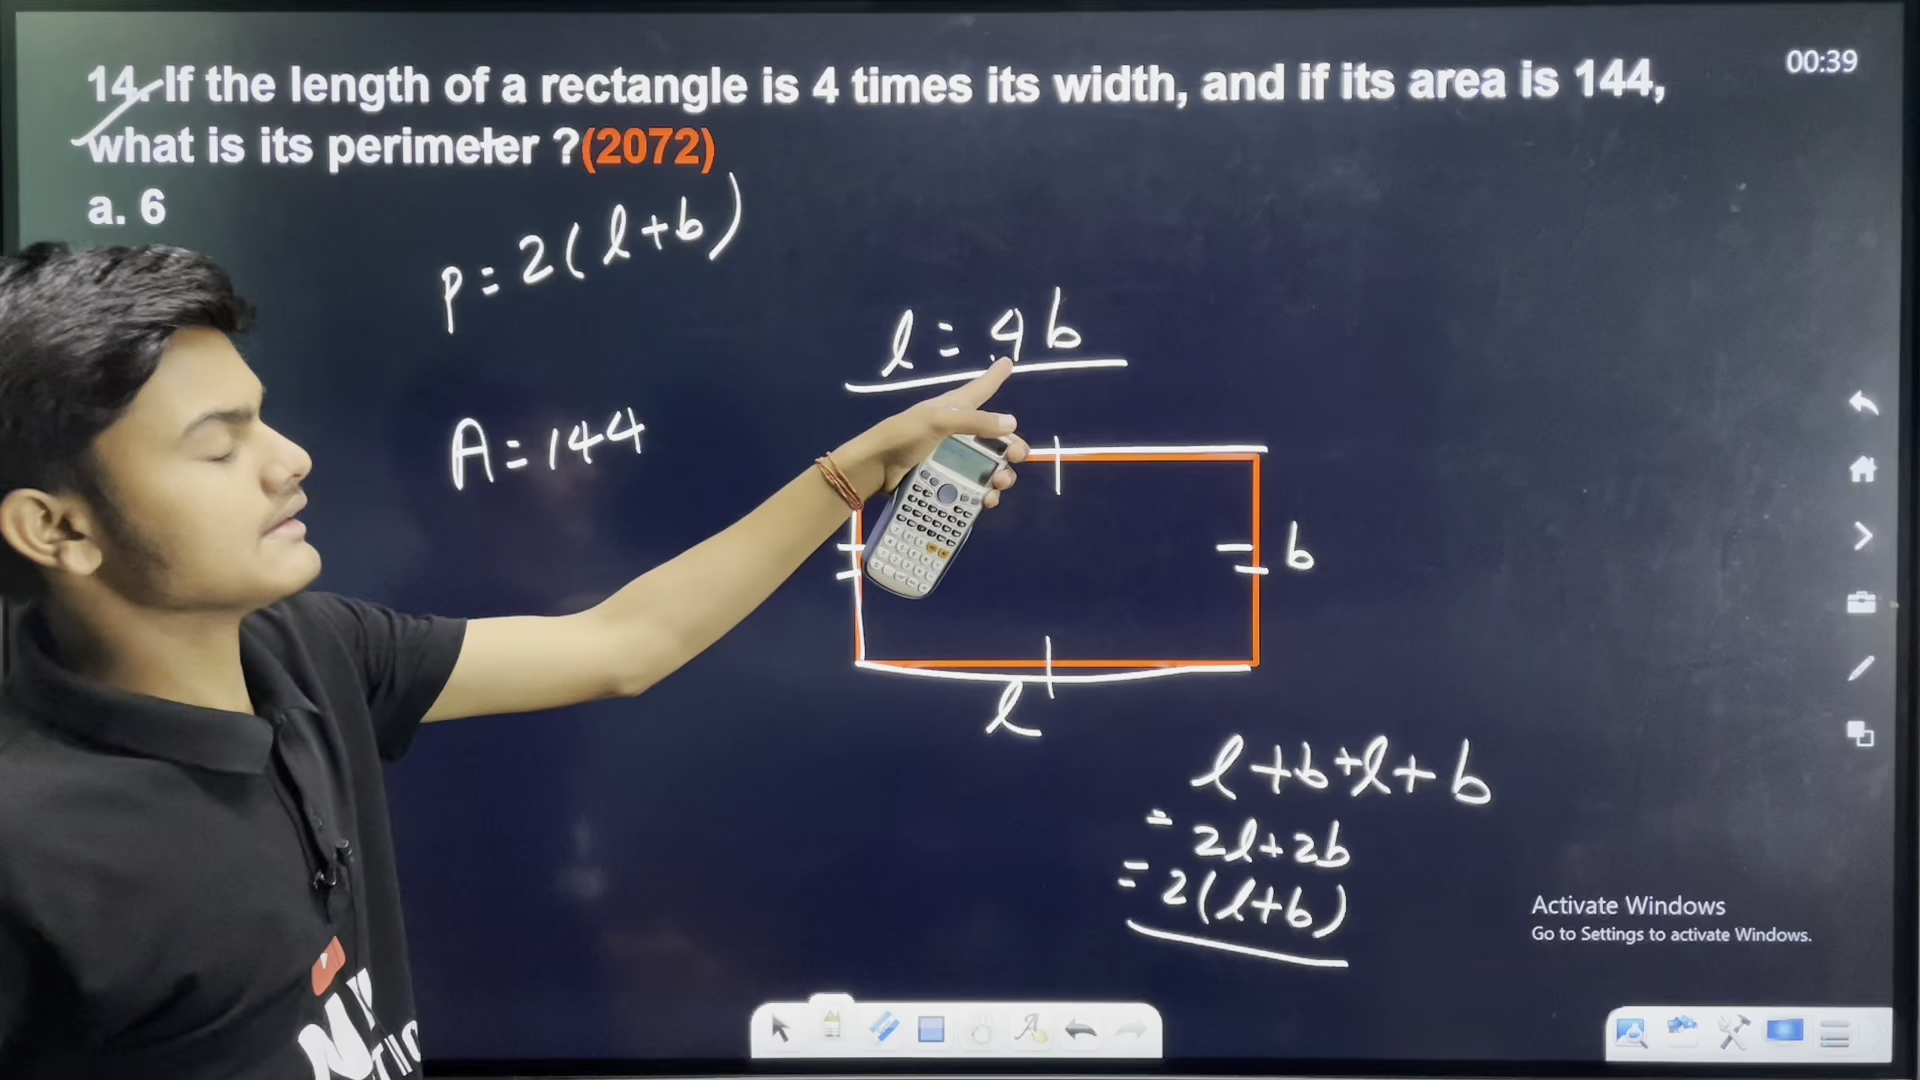 14. If the length of a rectangle is 4 times its width, and if its area is 144,
what is its perimeter ?(2072)
a. 6
00:39
p = 2(l+b)
l = 4b
A = 144
b
l
l+b+l+b
= 2l+2b
= 2(l+b)
Activate Windows
Go to Settings to activate Windows.